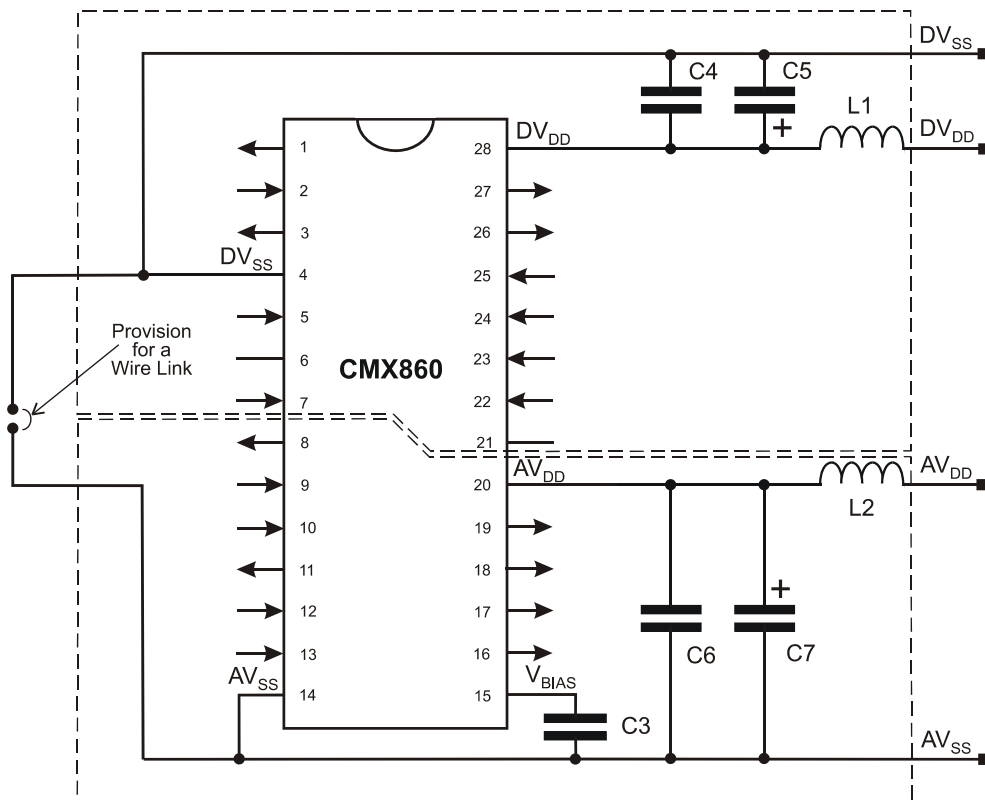 DVSS
C4 C5
L1
DVDD
DVDD
+
1 28
2 27
3 26
DVSS
4 25
5 24
Provision
for a
Wire Link
6 23
CMX860
7 22
8 21
AVDD
AVDD
9 20
L2
10 19
11 18
+
12 17
C6 C7
13 16
AVSS
VBIAS
14 15
C3
AVSS